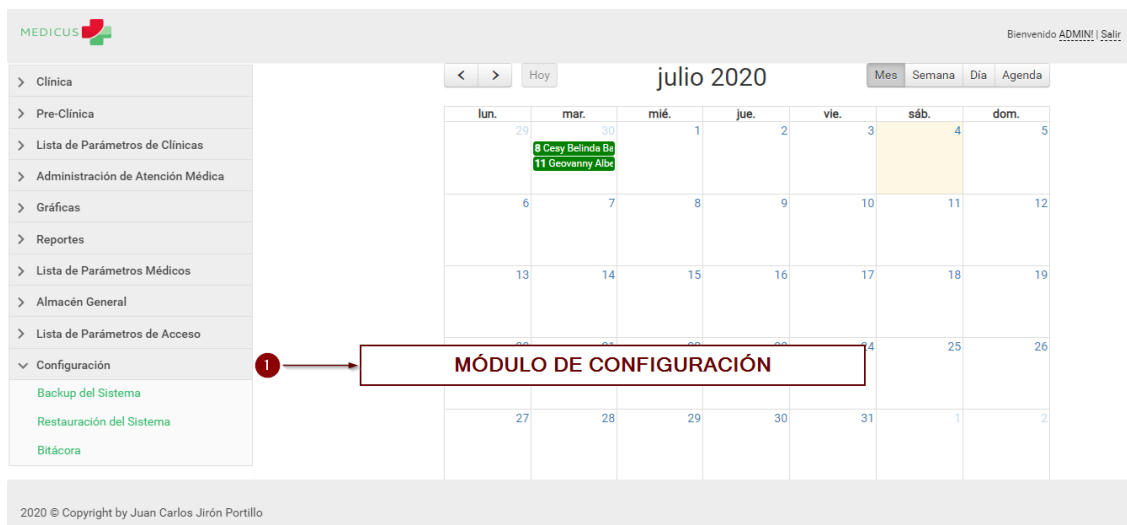 MEDICUS
Bienvenido ADMIN! | Salir
Clínica
Pre-Clínica
Lista de Parámetros de Clínicas
Administración de Atención Médica
Gráficas
Reportes
Lista de Parámetros Médicos
Almacén General
Lista de Parámetros de Acceso
Configuración
Backup del Sistema
Restauración del Sistema
Bitácora
Hoy
julio 2020
Mes Semana Día Agenda
lun. mar. mié. jue. vie. sáb. dom.
29 30 1 2 3 4 5
8 Cesy Belinda Ba
11 Geovanny Albe
6 7 8 9 10 11 12
13 14 15 16 17 18 19
25 26
1 MÓDULO DE CONFIGURACIÓN
27 28 29 30 31 1 2
2020 © Copyright by Juan Carlos Jirón Portillo